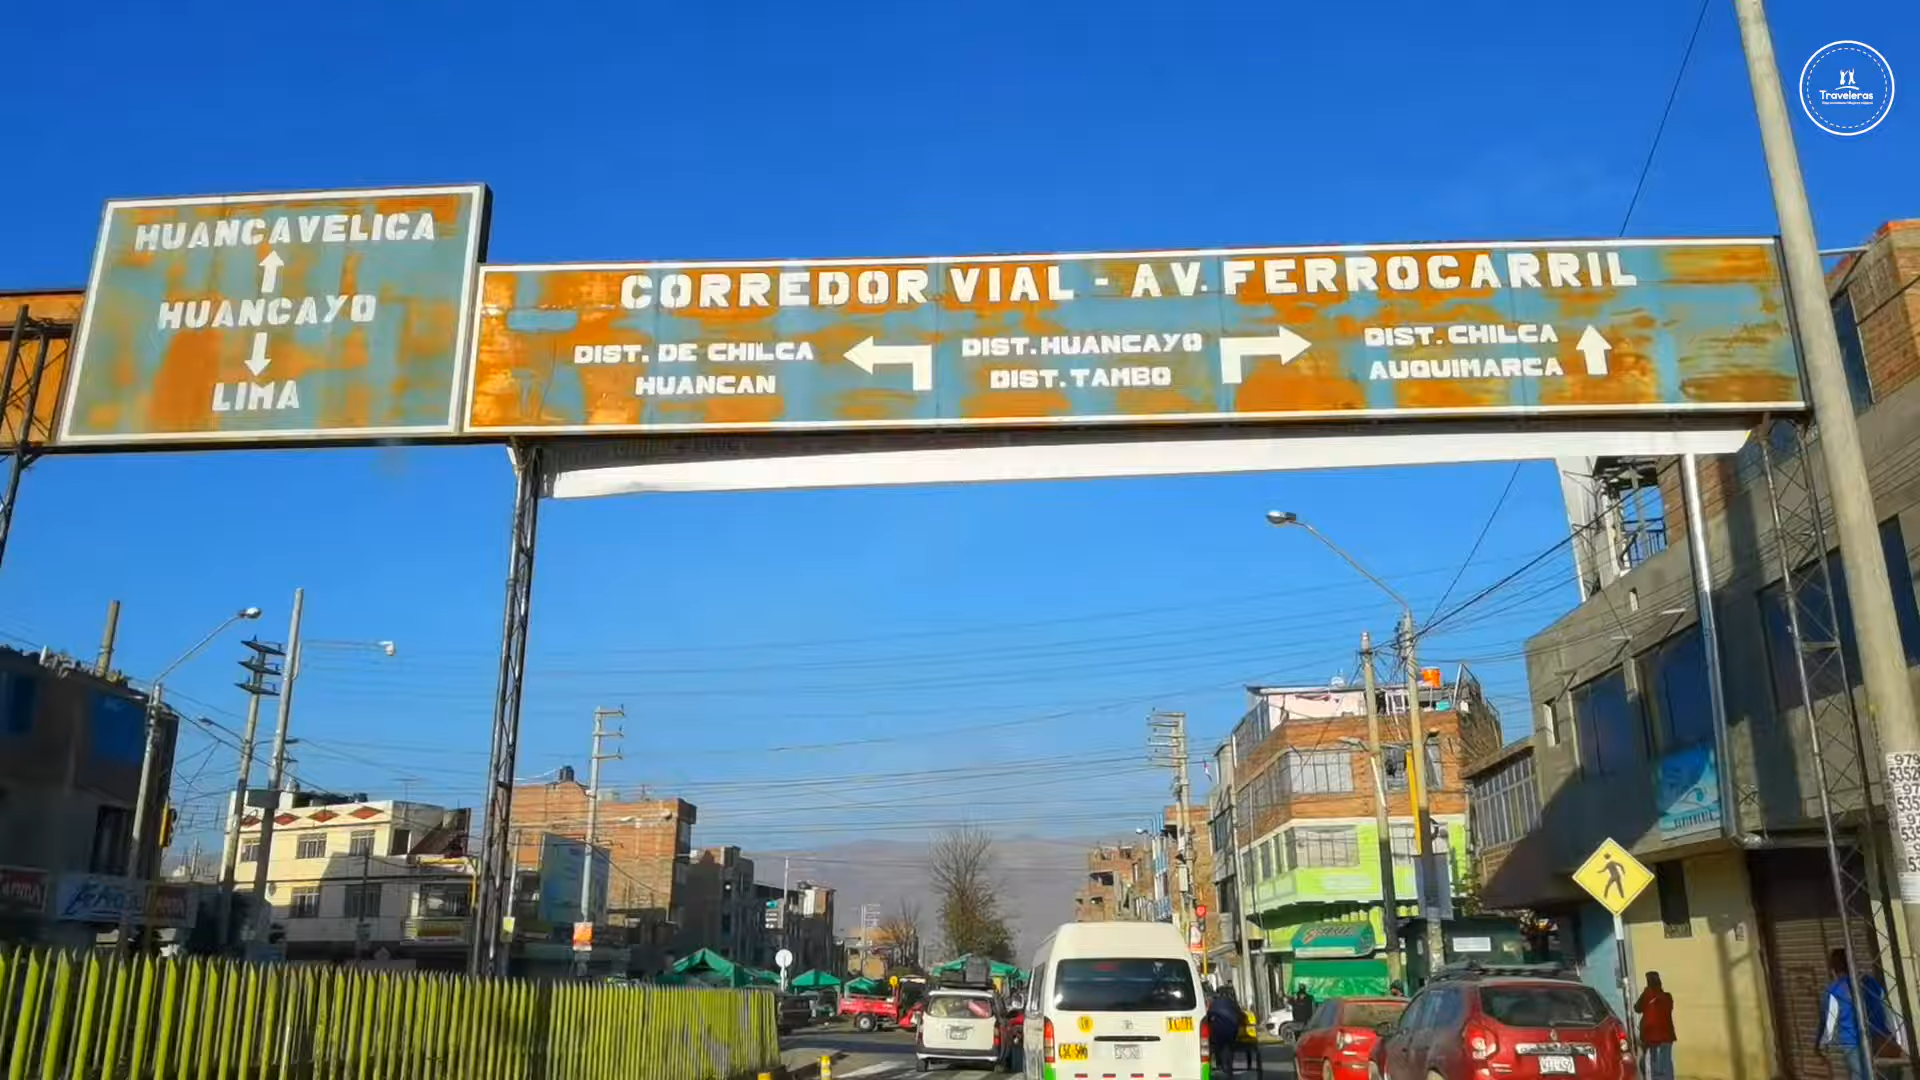 Traveleras
HUANCAVELICA
HUANCAYO
LIMA
CORREDOR VIAL - AV. FERROCARRIL
DIST. DE CHILCA
HUANCAN
DIST. HUANCAYO
DIST. TAMBO
DIST. CHILCA
AUQUIMARCA